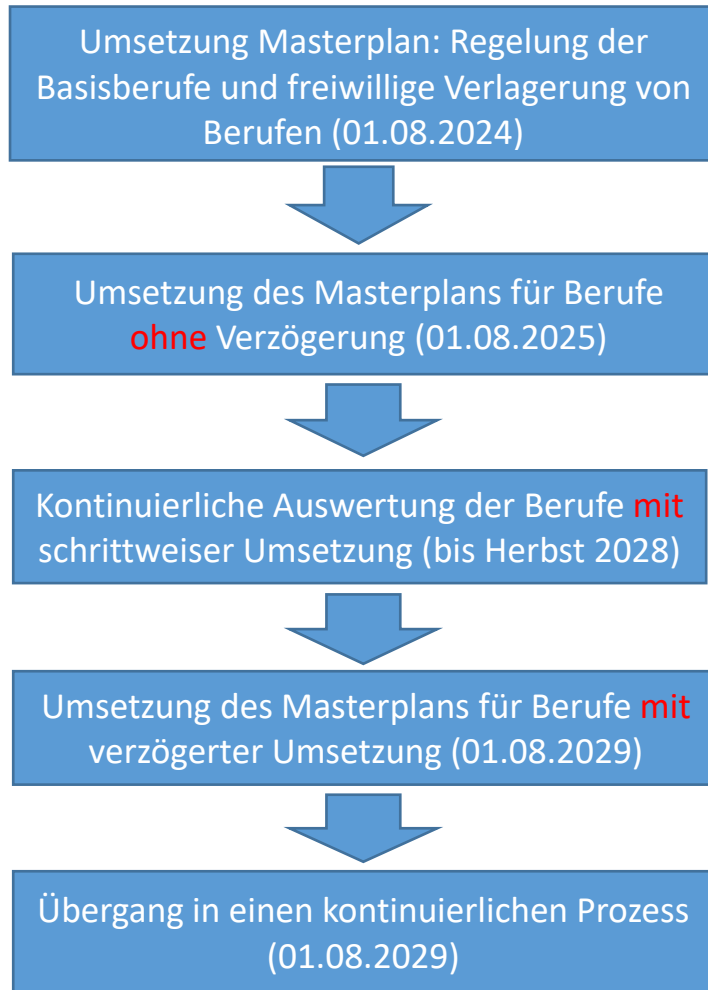 Umsetzung Masterplan: Regelung der
Basisberufe und freiwillige Verlagerung von
Berufen (01.08.2024)
Umsetzung des Masterplans für Berufe
ohne Verzögerung (01.08.2025)
Kontinuierliche Auswertung der Berufe mit
schrittweiser Umsetzung (bis Herbst 2028)
Umsetzung des Masterplans für Berufe mit
verzögerter Umsetzung (01.08.2029)
Übergang in einen kontinuierlichen Prozess
(01.08.2029)